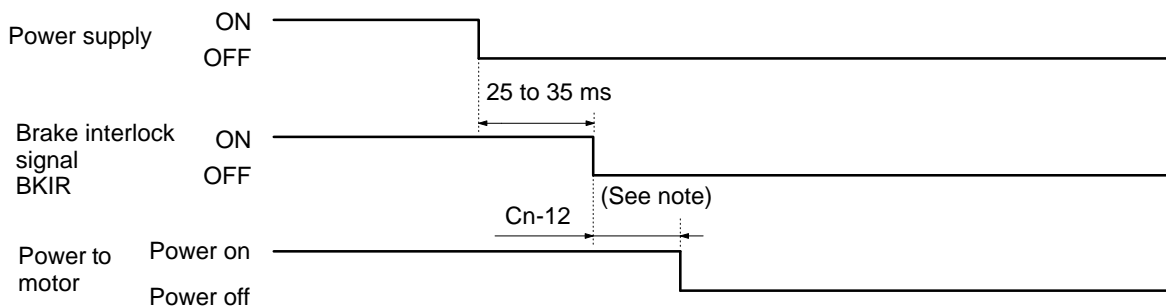 Power supply
ON
OFF
25 to 35 ms
Brake interlock
signal
BKIR
ON
OFF
(See note)
Cn-12
Power to
motor
Power on
Power off